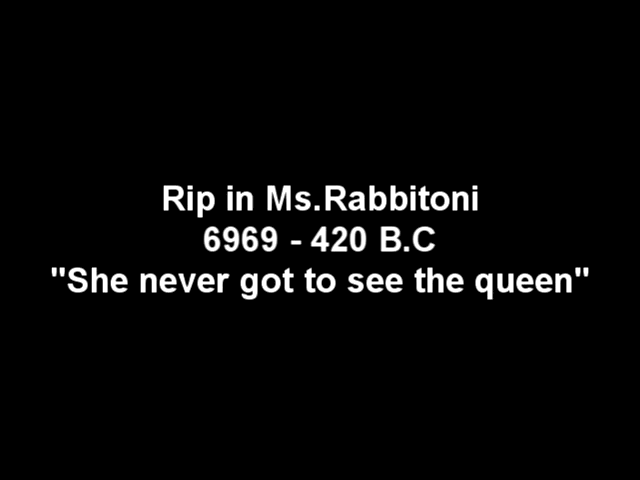 Rip in Ms.Rabbitoni
6969 - 420 B.C
"She never got to see the queen"